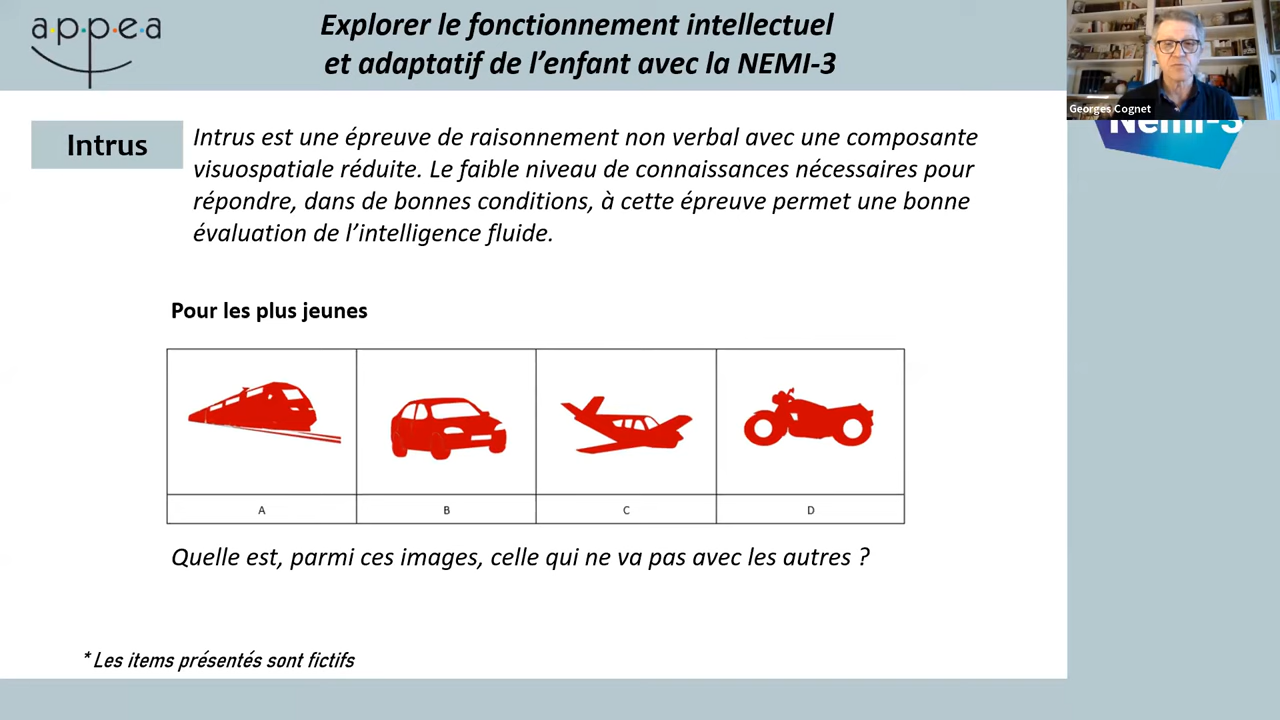 a·p·p·e·a
Explorer le fonctionnement intellectuel
et adaptatif de l’enfant avec la NEMI-3
Georges Cognet
Nemi-3
Intrus
Intrus est une épreuve de raisonnement non verbal avec une composante
visuospatiale réduite. Le faible niveau de connaissances nécessaires pour
répondre, dans de bonnes conditions, à cette épreuve permet une bonne
évaluation de l’intelligence fluide.
Pour les plus jeunes
A B C D
Quelle est, parmi ces images, celle qui ne va pas avec les autres ?
* Les items présentés sont fictifs